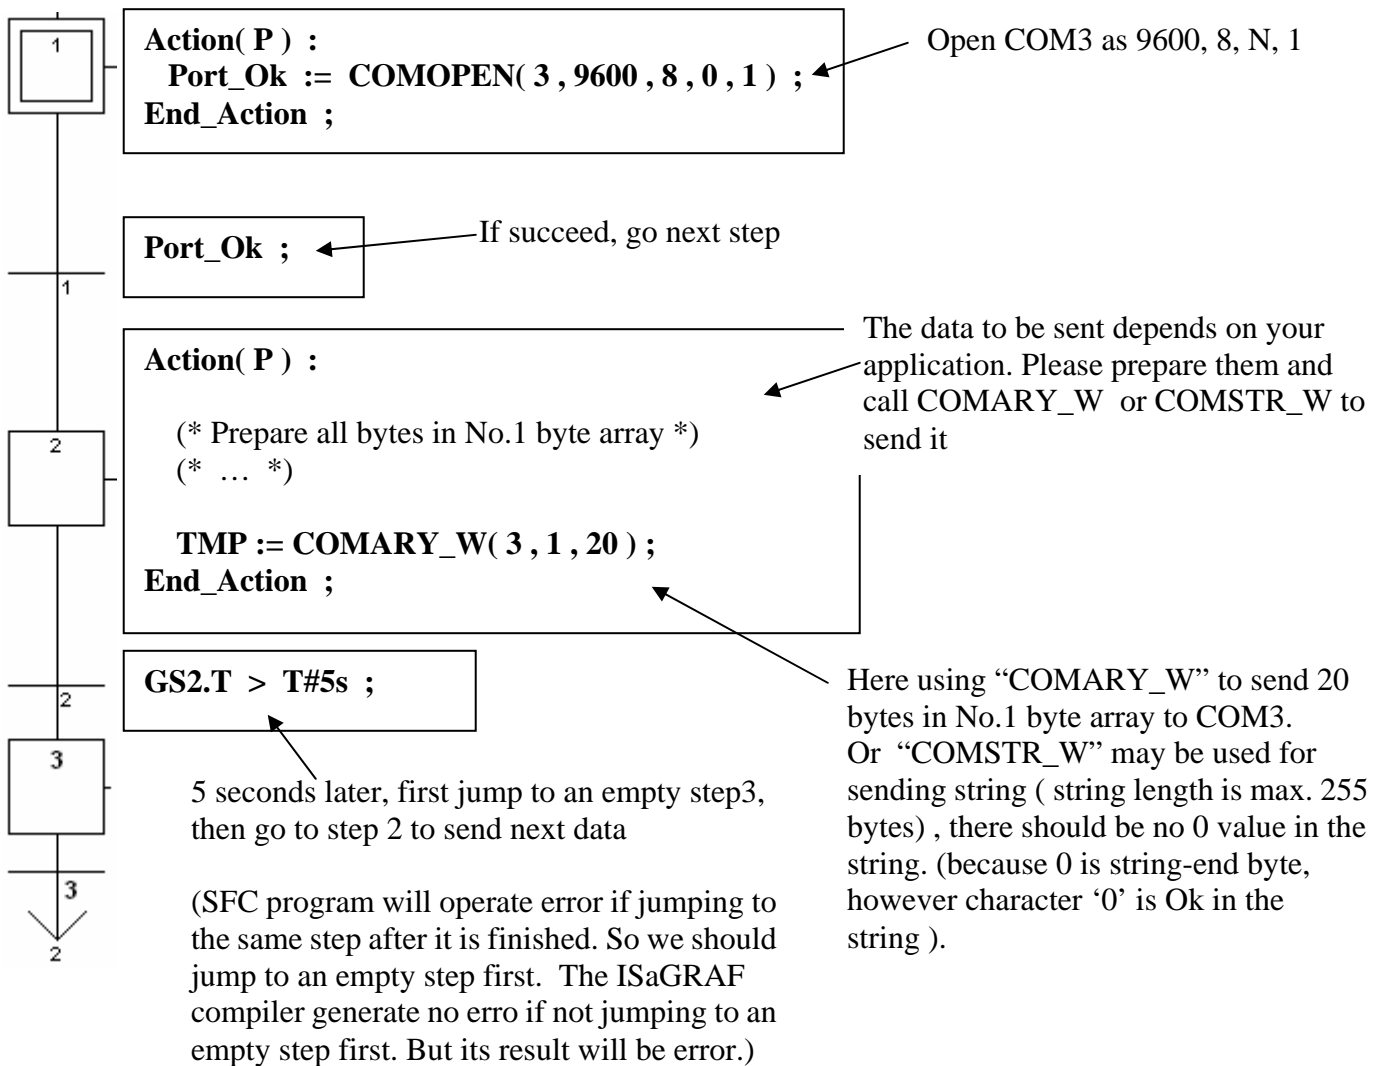 1
Action( P ) :
Port_Ok := COMOPEN( 3 , 9600 , 8 , 0 , 1 ) ;
End_Action ;
Open COM3 as 9600, 8, N, 1
Port_Ok ;
If succeed, go next step
1
The data to be sent depends on your
application. Please prepare them and
call COMARY_W or COMSTR_W to
send it
2
Action( P ) :
(* Prepare all bytes in No.1 byte array *)
(* … *)
TMP := COMARY_W( 3 , 1 , 20 ) ;
End_Action ;
GS2.T > T#5s ;
2
Here using “COMARY_W” to send 20
bytes in No.1 byte array to COM3.
Or “COMSTR_W” may be used for
sending string ( string length is max. 255
bytes) , there should be no 0 value in the
string. (because 0 is string-end byte,
however character ‘0’ is Ok in the
string ).
3
5 seconds later, first jump to an empty step3,
then go to step 2 to send next data
3
2
(SFC program will operate error if jumping to
the same step after it is finished. So we should
jump to an empty step first. The ISaGRAF
compiler generate no erro if not jumping to an
empty step first. But its result will be error.)